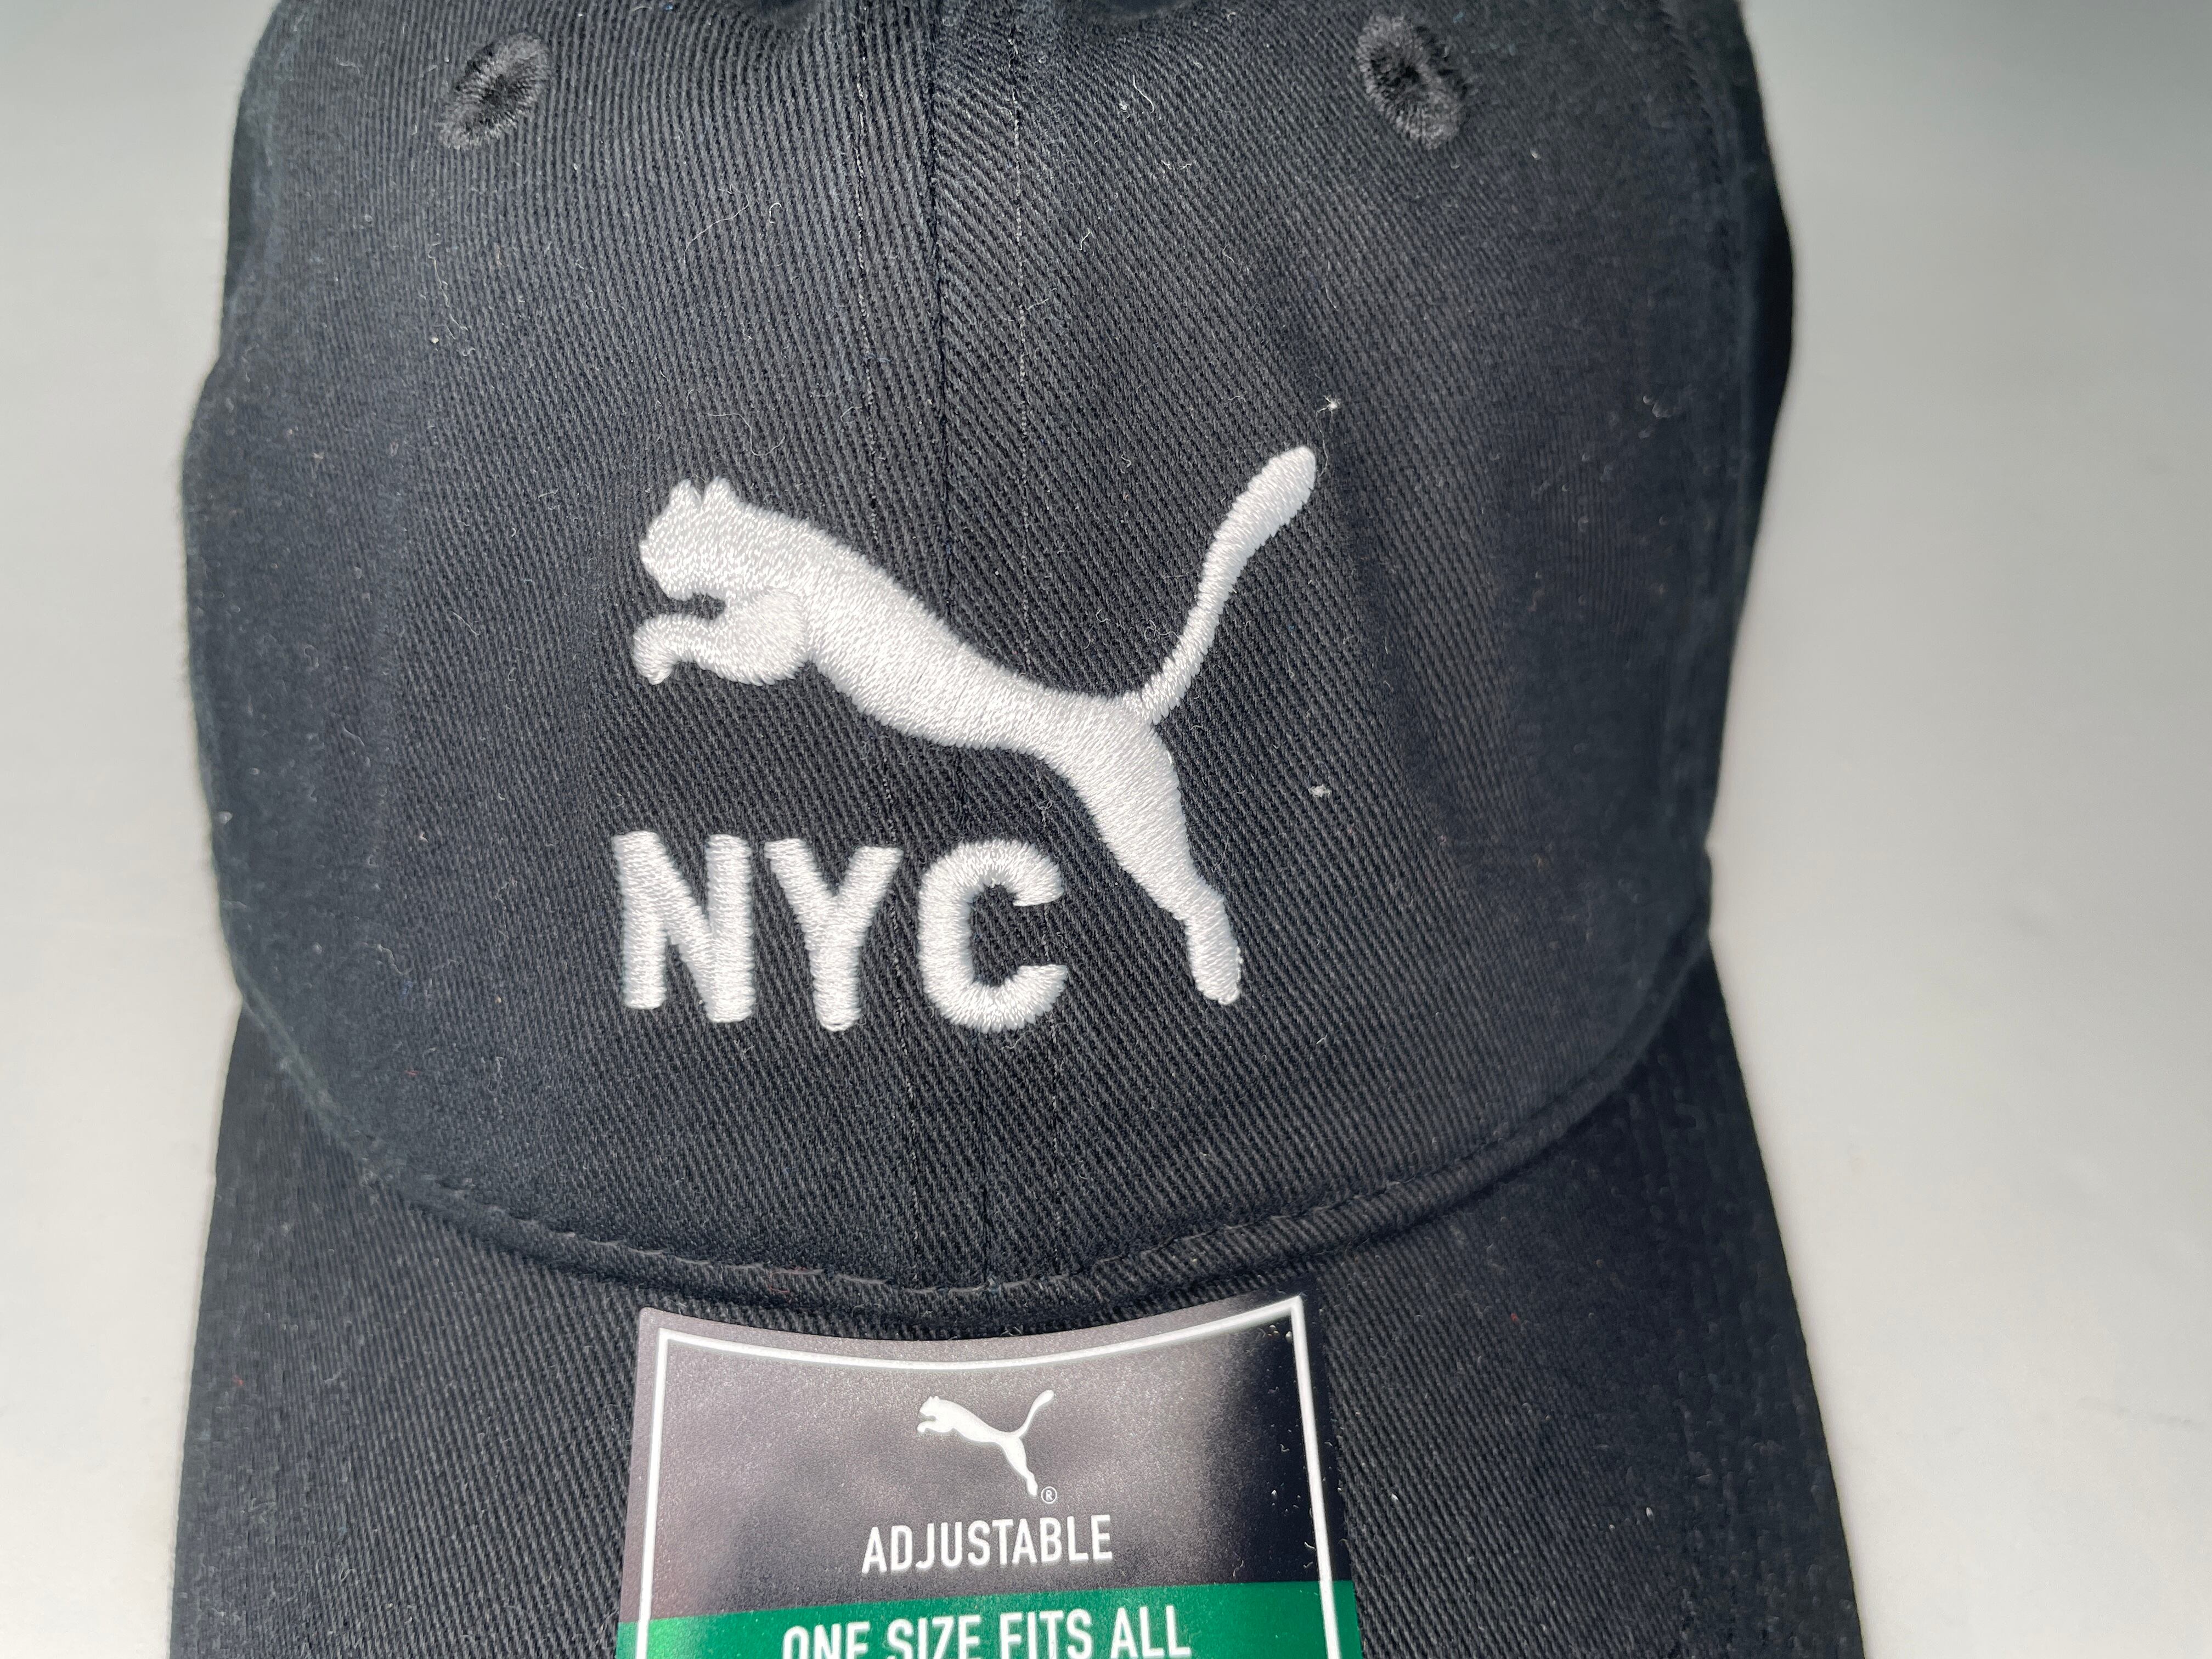 NYC
®
ADJUSTABLE
ONE SIZE FITS ALL